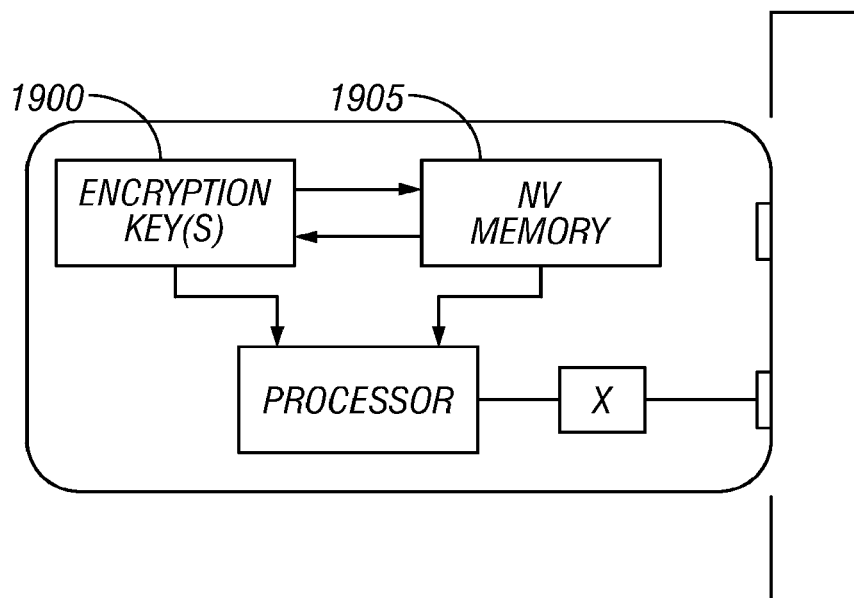 1900
1905
ENCRYPTION
KEY(S)
NV
MEMORY
PROCESSOR
X